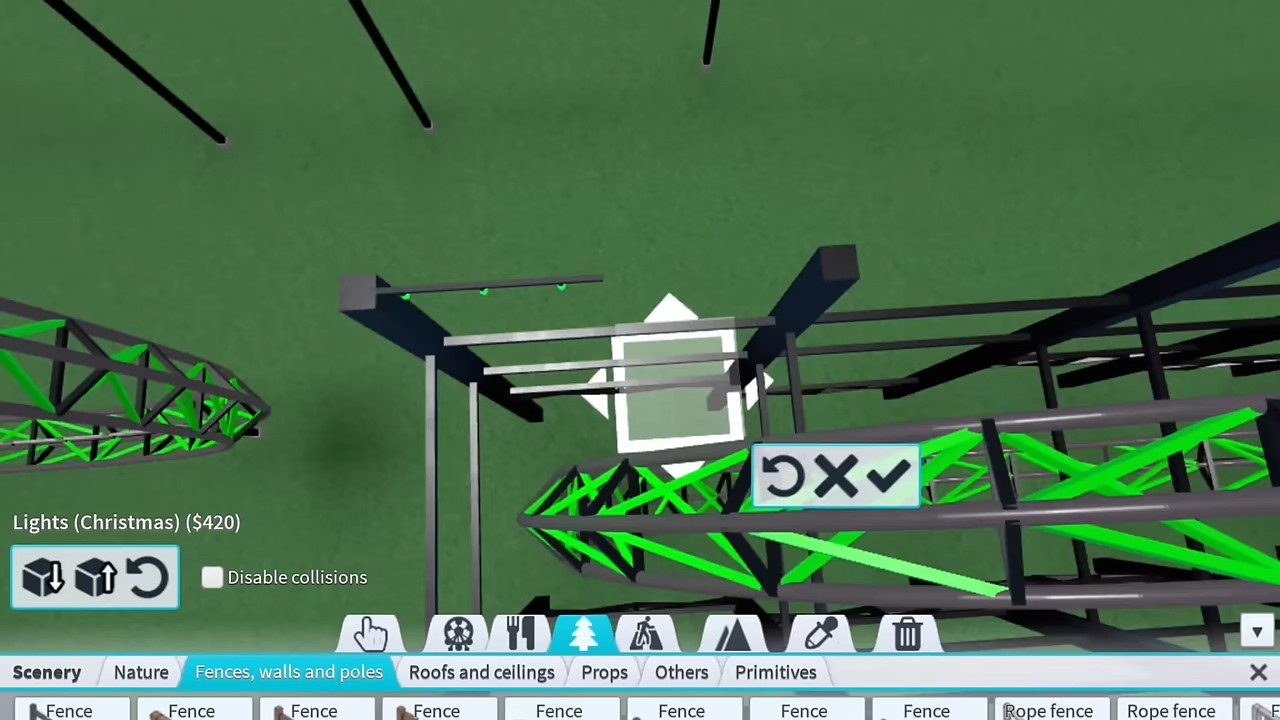 Lights (Christmas) ($420)
Disable collisions
Scenery
Nature
Fences, walls and poles
Roofs and ceilings
Props
Others
Primitives
Fence
Fence
Fence
Fence
Fence
Fence
Fence
Fence
Rope fence
Rope fence